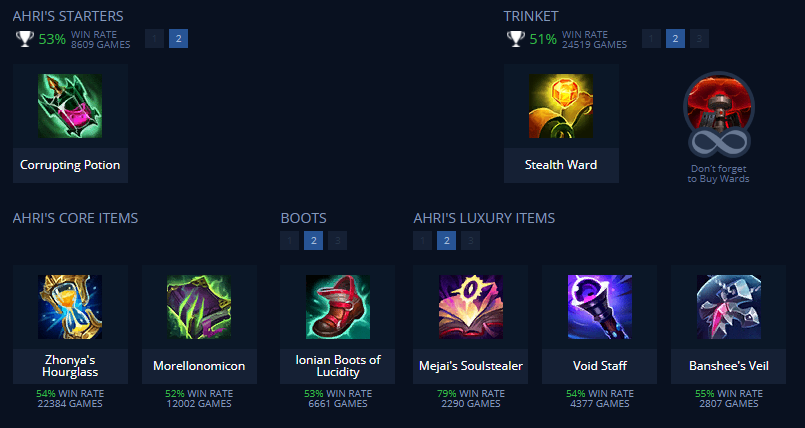 AHRI'S STARTERS
53% WIN RATE
8609 GAMES
1 2
TRINKET
51% WIN RATE
24519 GAMES
1 2 3
Corrupting Potion
Stealth Ward
Don't forget
to Buy Wards
AHRI'S CORE ITEMS
BOOTS
1 2 3
AHRI'S LUXURY ITEMS
1 2 3
Zhonya's
Hourglass
54% WIN RATE
22384 GAMES
Morellonomicon
52% WIN RATE
12002 GAMES
Ionian Boots of
Lucidity
53% WIN RATE
6661 GAMES
Mejai's Soulstealer
79% WIN RATE
2290 GAMES
Void Staff
54% WIN RATE
4377 GAMES
Banshee's Veil
55% WIN RATE
2807 GAMES